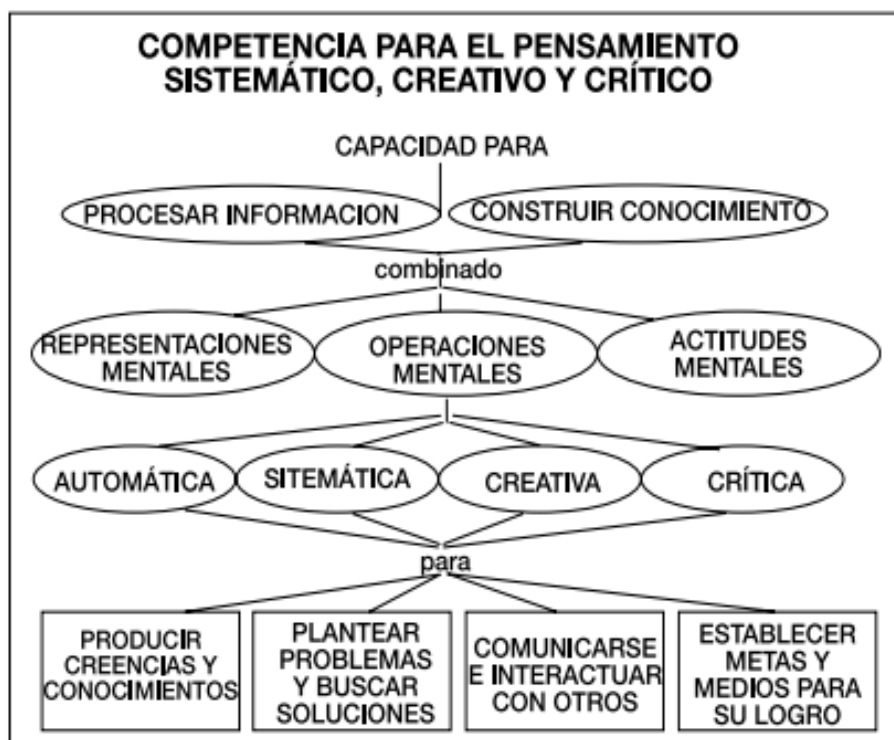 COMPETENCIA PARA EL PENSAMIENTO
SISTEMÁTICO, CREATIVO Y CRÍTICO
CAPACIDAD PARA
PROCESAR INFORMACION
CONSTRUIR CONOCIMIENTO
combinado
REPRESENTACIONES
MENTALES
OPERACIONES
MENTALES
ACTITUDES
MENTALES
AUTOMÁTICA
SITEMÁTICA
CREATIVA
CRÍTICA
para
PRODUCIR
CREENCIAS Y
CONOCIMIENTOS
PLANTEAR
PROBLEMAS
Y BUSCAR
SOLUCIONES
COMUNICARSE
E INTERACTUAR
CON OTROS
ESTABLECER
METAS Y
MEDIOS PARA
SU LOGRO